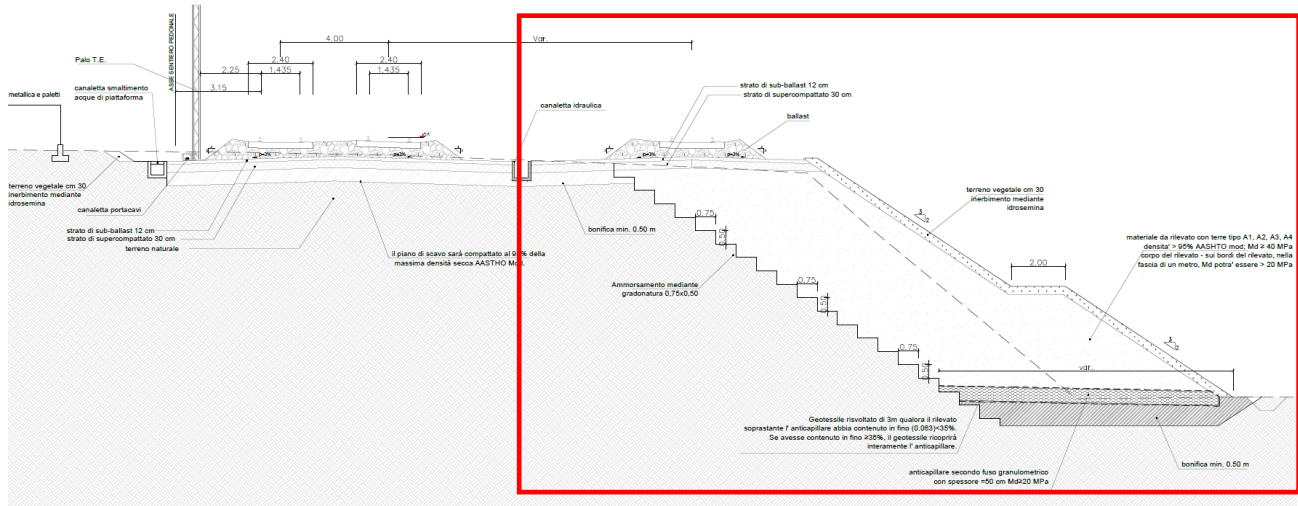 ASSE SENTIERO PEDONALE
4.00
Var.
Palo T.E.
2.40
2.40
2.25
1.435
1.435
3.15
strato di sub-ballast 12 cm
strato di supercompattato 30 cm
metallica e paletti
canaletta smaltimento
acque di piattaforma
canaletta idraulica
ballast
p=3%
p=3%
p=3%
p=3%
terreno vegetale cm 30
inerbimento mediante
idrosemina
terreno vegetale cm 30
inerbimento mediante
idrosemina
canaletta portacavi
3
2
0.75
0.50
strato di sub-ballast 12 cm
strato di supercompattato 30 cm
terreno naturale
bonifica min. 0.50 m
materiale da rilevato con terre tipo A1, A2, A3, A4
densita' > 95% AASHTO mod; Md ≥ 40 MPa
corpo del rilevato - sui bordi del rilevato, nella
fascia di un metro, Md potra' essere > 20 MPa
il piano di scavo sarà compattato al 95% della
massima densità secca AASTHO Mod.
2.00
Ammorsamento mediante
gradonatura 0,75x0,50
0.75
0.50
3
2
0.75
0.50
var.
Geotessile risvoltato di 3m qualora il rilevato
soprastante l' anticapillare abbia contenuto in fino (0.063)<35%.
Se avesse contenuto in fino ≥35%, il geotessile ricoprirà
interamente l' anticapillare.
bonifica min. 0.50 m
anticapillare secondo fuso granulometrico
con spessore =50 cm Md≥20 MPa